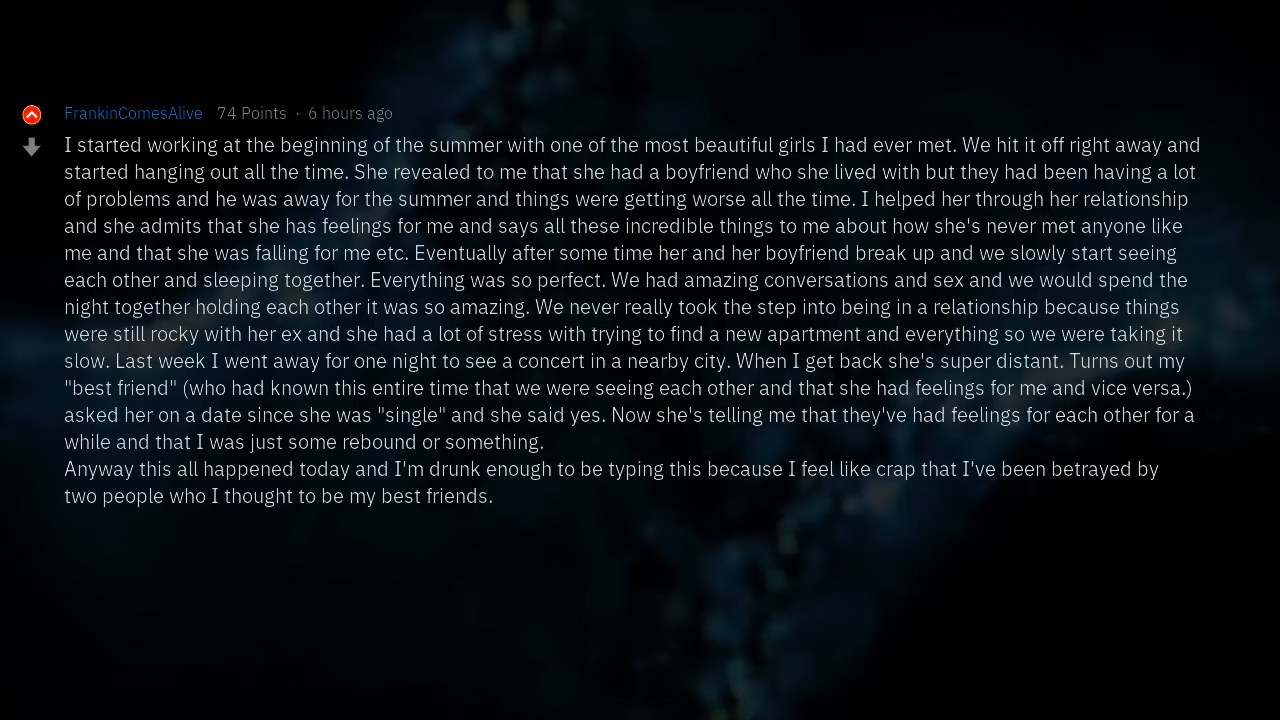 FrankinComesAlive 74 Points · 6 hours ago
I started working at the beginning of the summer with one of the most beautiful girls I had ever met. We hit it off right away and
started hanging out all the time. She revealed to me that she had a boyfriend who she lived with but they had been having a lot
of problems and he was away for the summer and things were getting worse all the time. I helped her through her relationship
and she admits that she has feelings for me and says all these incredible things to me about how she's never met anyone like
me and that she was falling for me etc. Eventually after some time her and her boyfriend break up and we slowly start seeing
each other and sleeping together. Everything was so perfect. We had amazing conversations and sex and we would spend the
night together holding each other it was so amazing. We never really took the step into being in a relationship because things
were still rocky with her ex and she had a lot of stress with trying to find a new apartment and everything so we were taking it
slow. Last week I went away for one night to see a concert in a nearby city. When I get back she's super distant. Turns out my
"best friend" (who had known this entire time that we were seeing each other and that she had feelings for me and vice versa.)
asked her on a date since she was "single" and she said yes. Now she's telling me that they've had feelings for each other for a
while and that I was just some rebound or something.
Anyway this all happened today and I'm drunk enough to be typing this because I feel like crap that I've been betrayed by
two people who I thought to be my best friends.